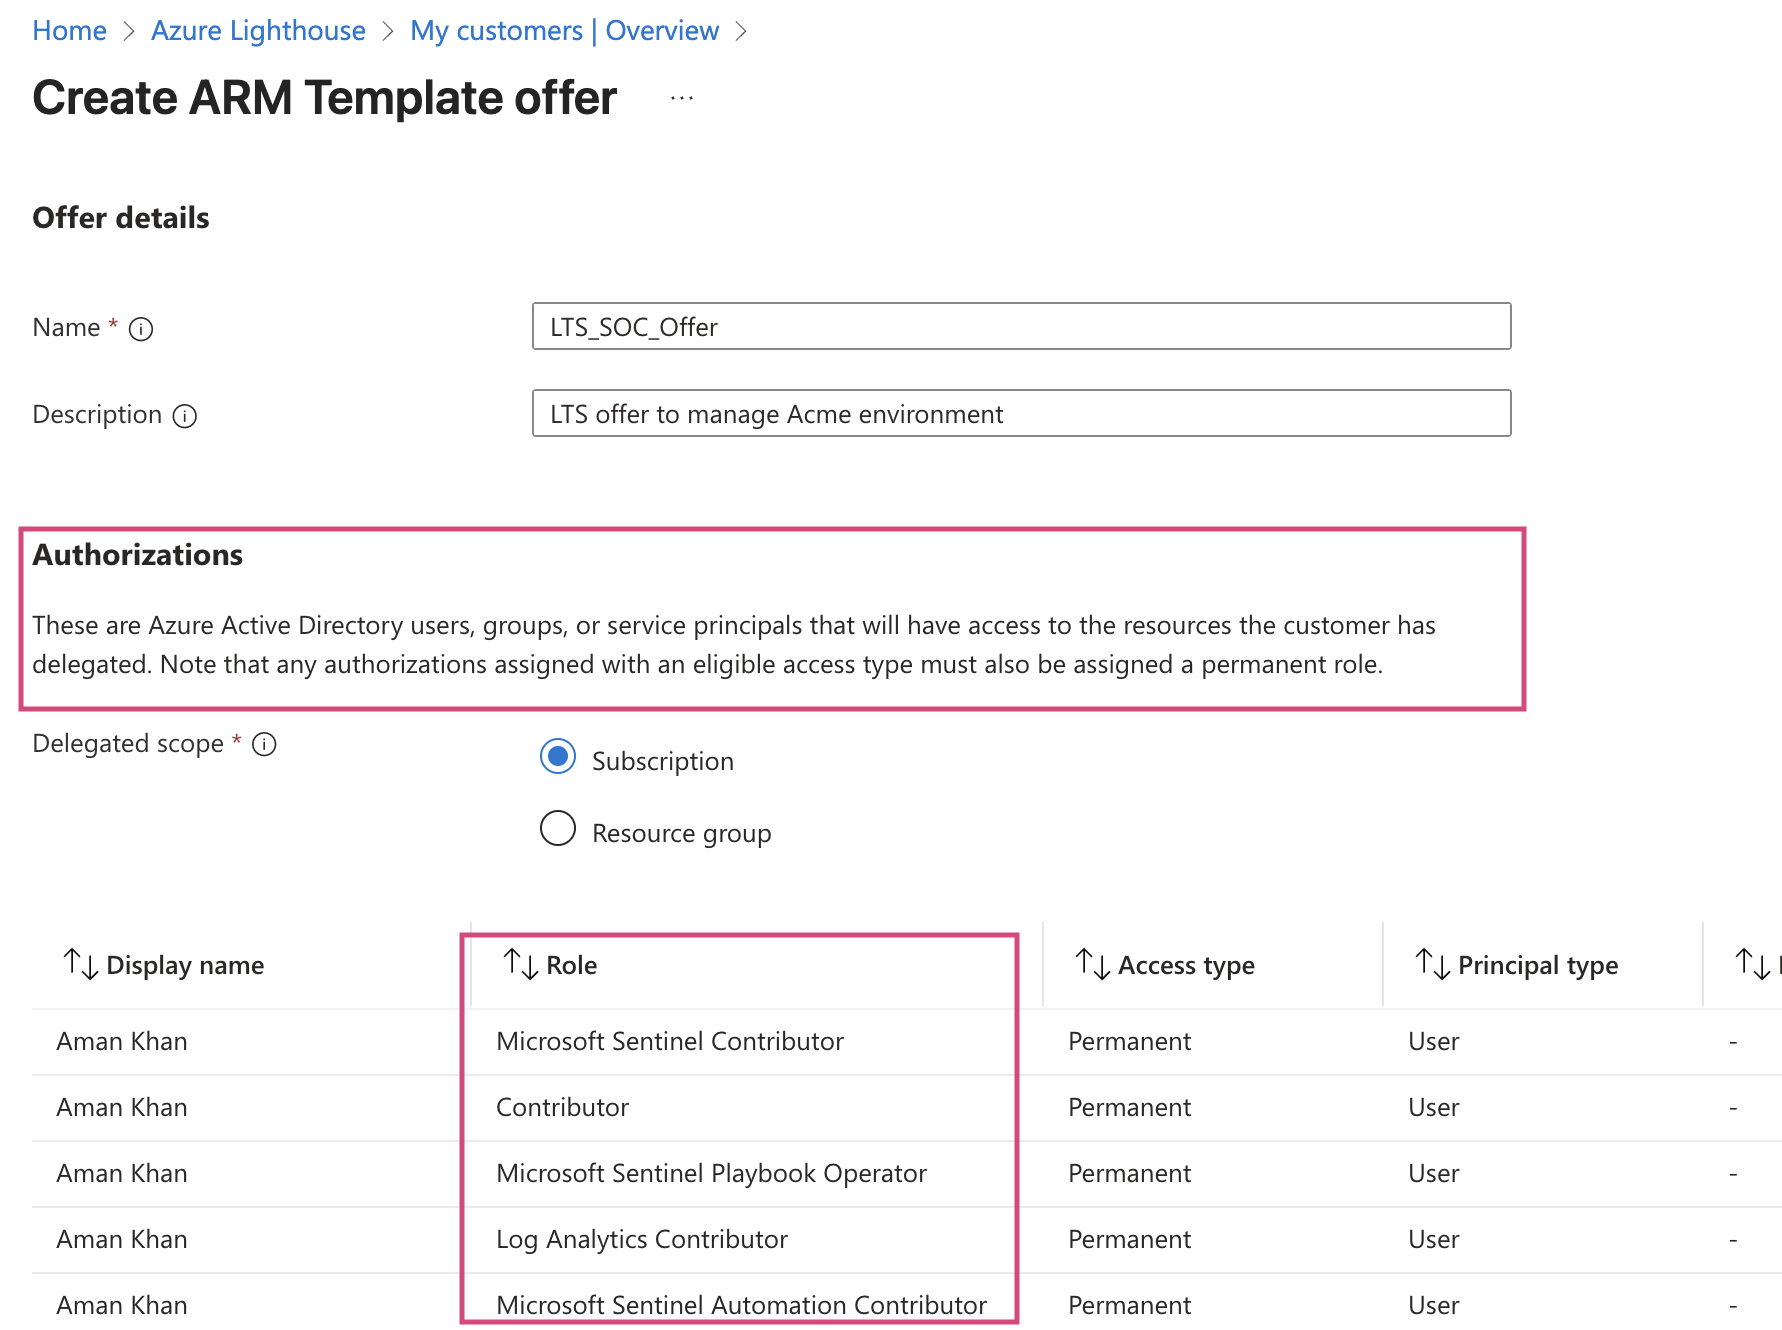 Home > Azure Lighthouse > My customers | Overview >
Create ARM Template offer ...
Offer details
Name * LTS_SOC_Offer
Description LTS offer to manage Acme environment
Authorizations
These are Azure Active Directory users, groups, or service principals that will have access to the resources the customer has
delegated. Note that any authorizations assigned with an eligible access type must also be assigned a permanent role.
Delegated scope * Subscription
Resource group
Display name Role Access type Principal type
Aman Khan Microsoft Sentinel Contributor Permanent User -
Aman Khan Contributor Permanent User -
Aman Khan Microsoft Sentinel Playbook Operator Permanent User -
Aman Khan Log Analytics Contributor Permanent User -
Aman Khan Microsoft Sentinel Automation Contributor Permanent User -